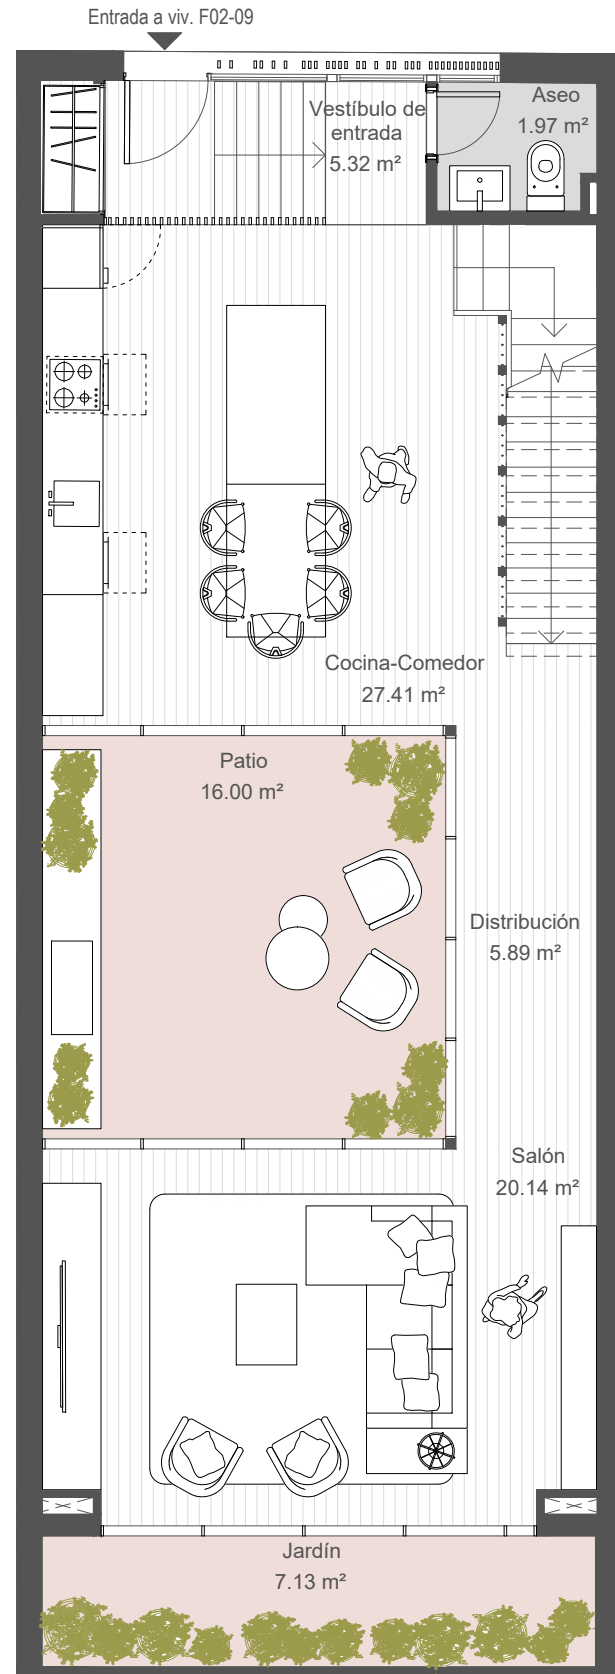 Entrada a viv. F02-09
Vestíbulo de
entrada
5.32 m²
Aseo
1.97 m²
Cocina-Comedor
27.41 m²
Patio
16.00 m²
Distribución
5.89 m²
Salón
20.14 m²
Jardín
7.13 m²